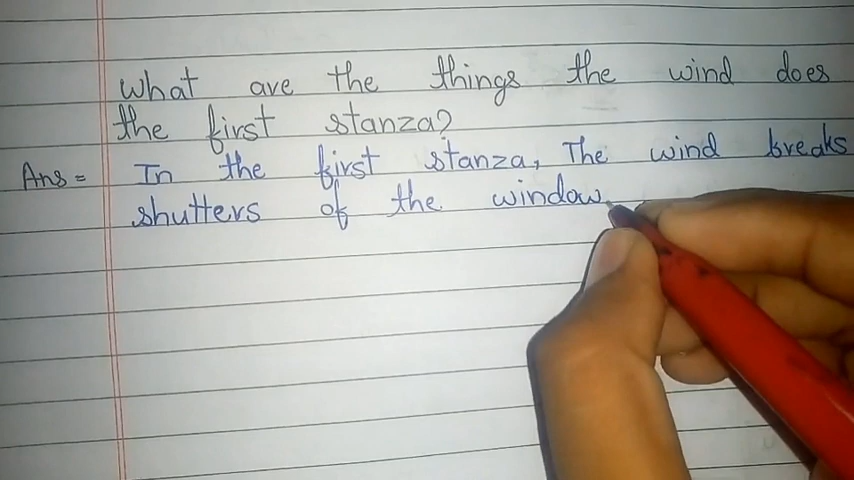 What are the things the wind does
the first stanza?
Ans = In the first stanza, The wind breaks
shutters of the window